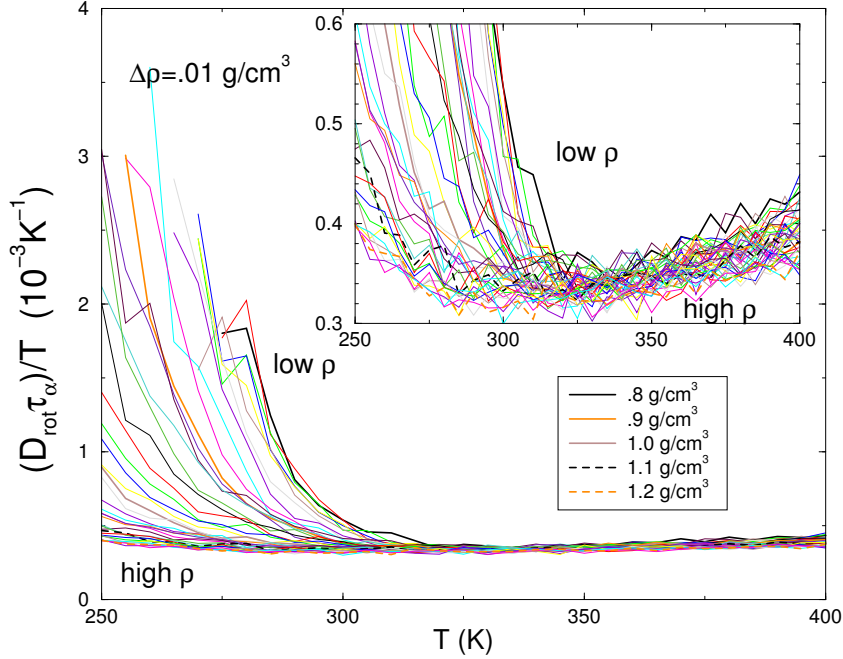 4
3
2
1
0
250
300
350
400
T (K)
(D_rot τ_α)/T (10⁻³K⁻¹)
Δρ=.01 g/cm³
low ρ
high ρ
0.6
0.5
0.4
0.3
250
300
350
400
low ρ
high ρ
.8 g/cm³
.9 g/cm³
1.0 g/cm³
1.1 g/cm³
1.2 g/cm³